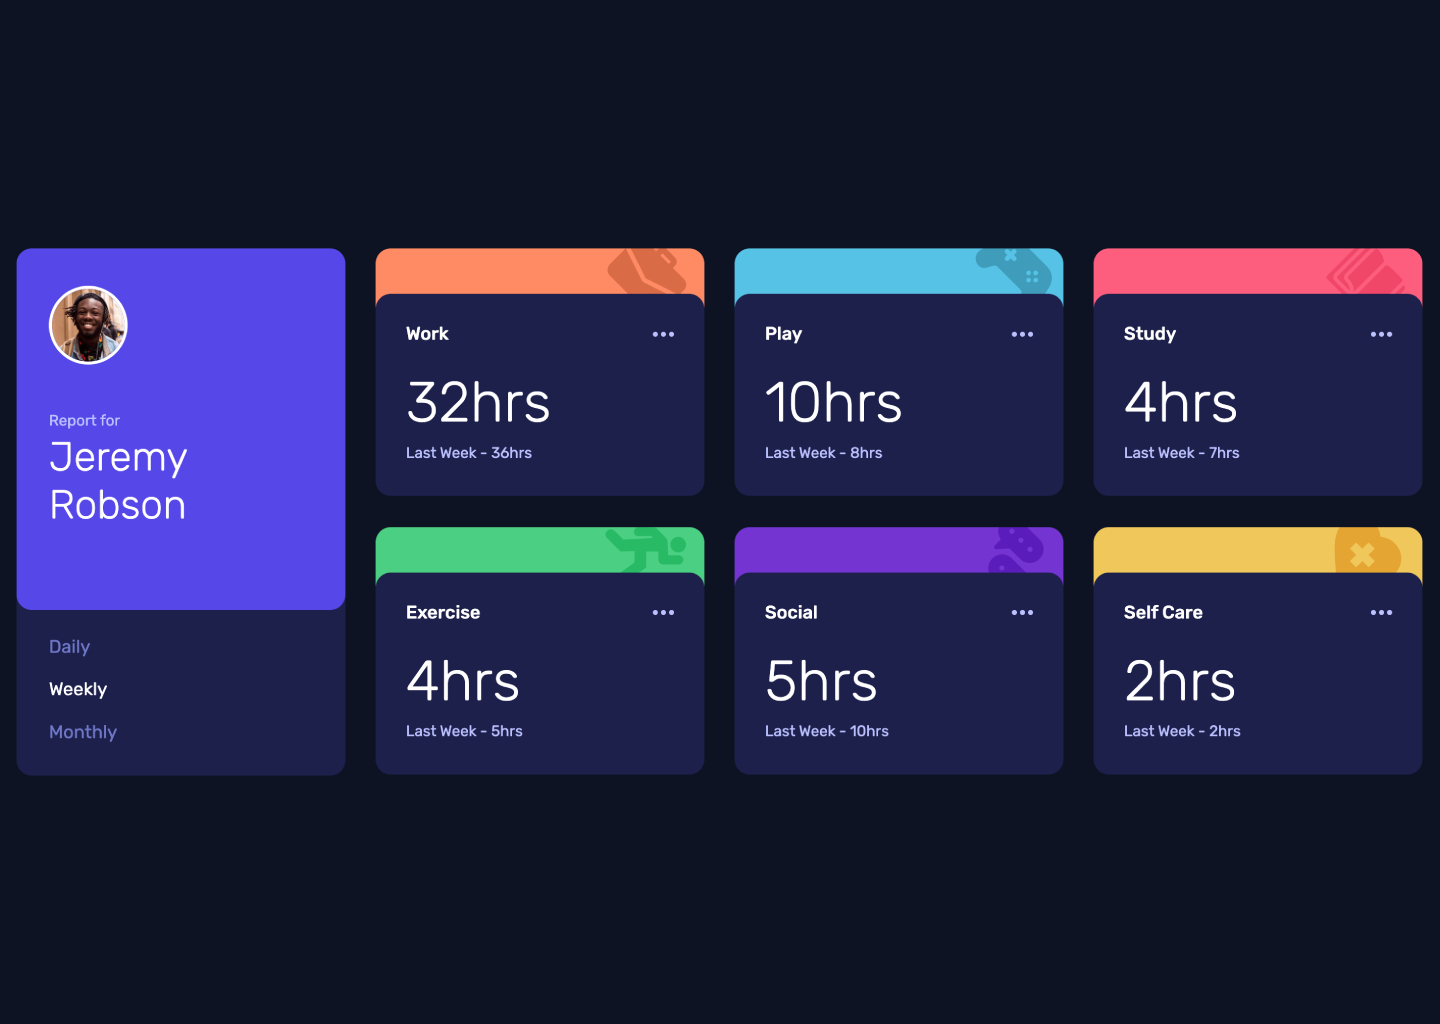 Report for
Jeremy
Robson
Daily
Weekly
Monthly
Work
32hrs
Last Week - 36hrs
Play
10hrs
Last Week - 8hrs
Study
4hrs
Last Week - 7hrs
Exercise
4hrs
Last Week - 5hrs
Social
5hrs
Last Week - 10hrs
Self Care
2hrs
Last Week - 2hrs